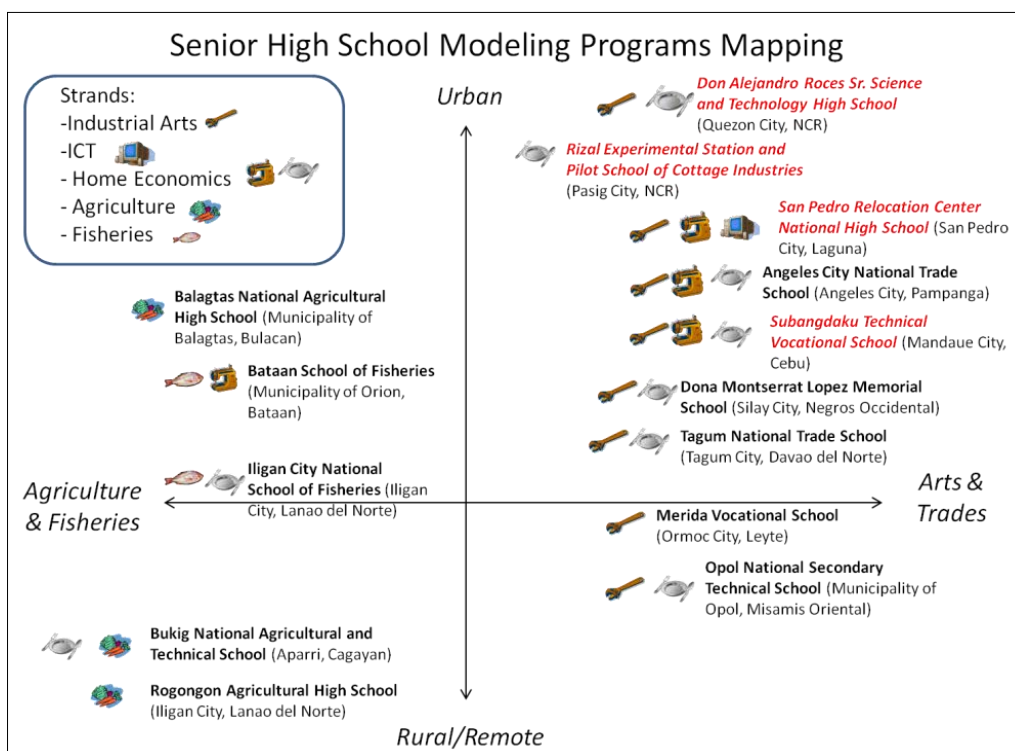 Senior High School Modeling Programs Mapping
Strands:
-Industrial Arts
-ICT
- Home Economics
- Agriculture
- Fisheries
Urban
Don Alejandro Roces Sr. Science
and Technology High School
(Quezon City, NCR)
Rizal Experimental Station and
Pilot School of Cottage Industries
(Pasig City, NCR)
San Pedro Relocation Center
National High School (San Pedro
City, Laguna)
Angeles City National Trade
School (Angeles City, Pampanga)
Subangdaku Technical
Vocational School (Mandaue City,
Cebu)
Dona Montserrat Lopez Memorial
School (Silay City, Negros Occidental)
Tagum National Trade School
(Tagum City, Davao del Norte)
Balagtas National Agricultural
High School (Municipality of
Balagtas, Bulacan)
Bataan School of Fisheries
(Municipality of Orion,
Bataan)
Iligan City National
School of Fisheries (Iligan
City, Lanao del Norte)
Agriculture
& Fisheries
Arts &
Trades
Merida Vocational School
(Ormoc City, Leyte)
Opol National Secondary
Technical School (Municipality of
Opol, Misamis Oriental)
Bukig National Agricultural and
Technical School (Aparri, Cagayan)
Rogongon Agricultural High School
(Iligan City, Lanao del Norte)
Rural/Remote